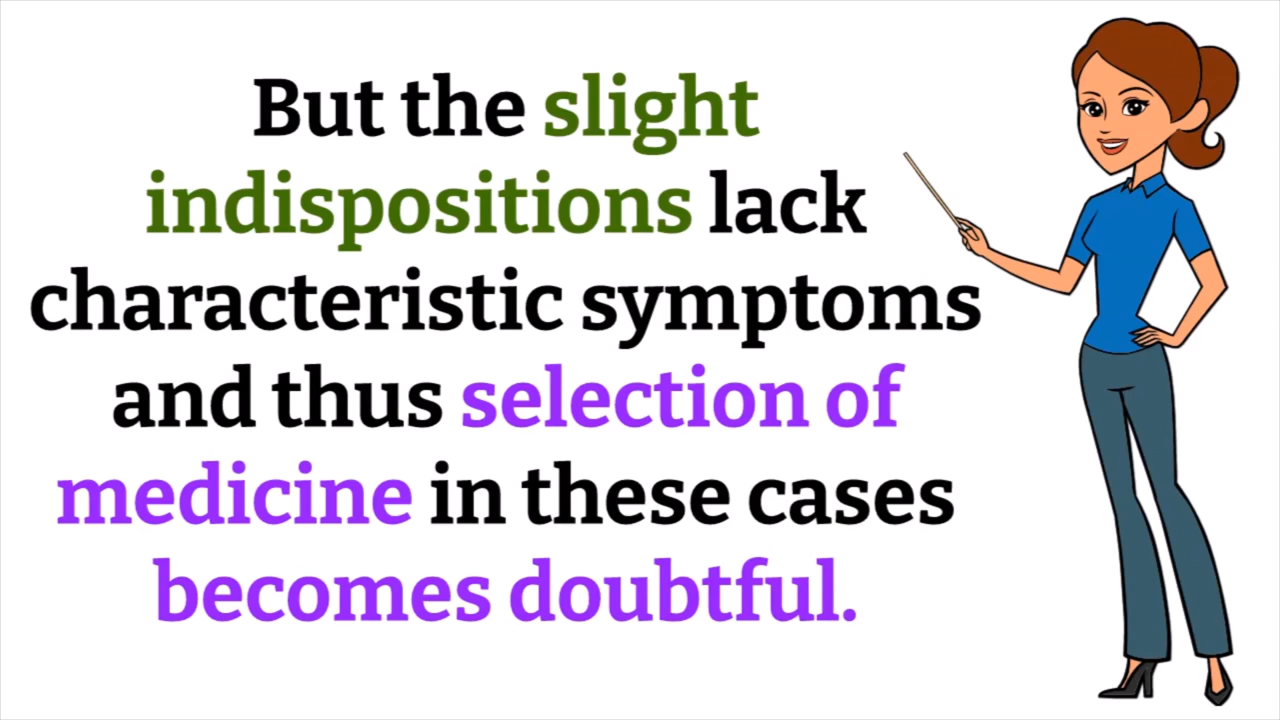 But the slight
indispositions lack
characteristic symptoms
and thus selection of
medicine in these cases
becomes doubtful.